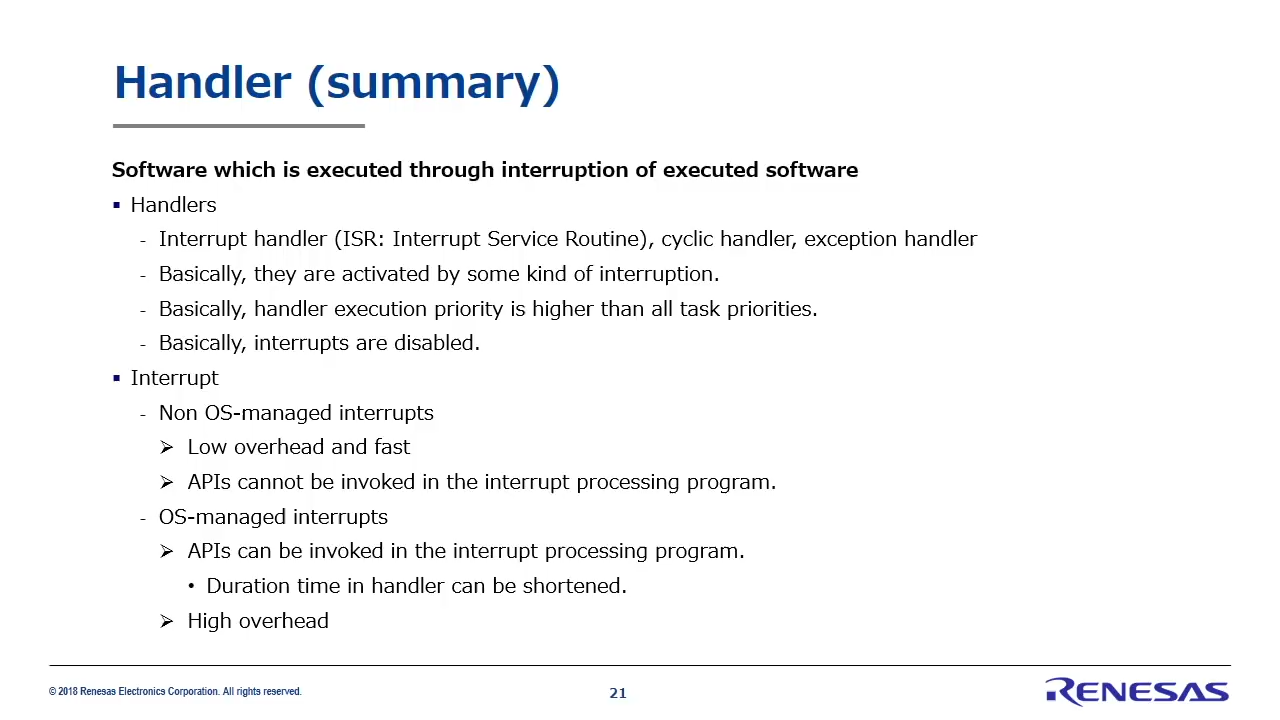 Handler (summary)
Software which is executed through interruption of executed software
▪ Handlers
- Interrupt handler (ISR: Interrupt Service Routine), cyclic handler, exception handler
- Basically, they are activated by some kind of interruption.
- Basically, handler execution priority is higher than all task priorities.
- Basically, interrupts are disabled.
▪ Interrupt
- Non OS-managed interrupts
➢ Low overhead and fast
➢ APIs cannot be invoked in the interrupt processing program.
- OS-managed interrupts
➢ APIs can be invoked in the interrupt processing program.
• Duration time in handler can be shortened.
➢ High overhead
© 2018 Renesas Electronics Corporation. All rights reserved.
21
RENESAS